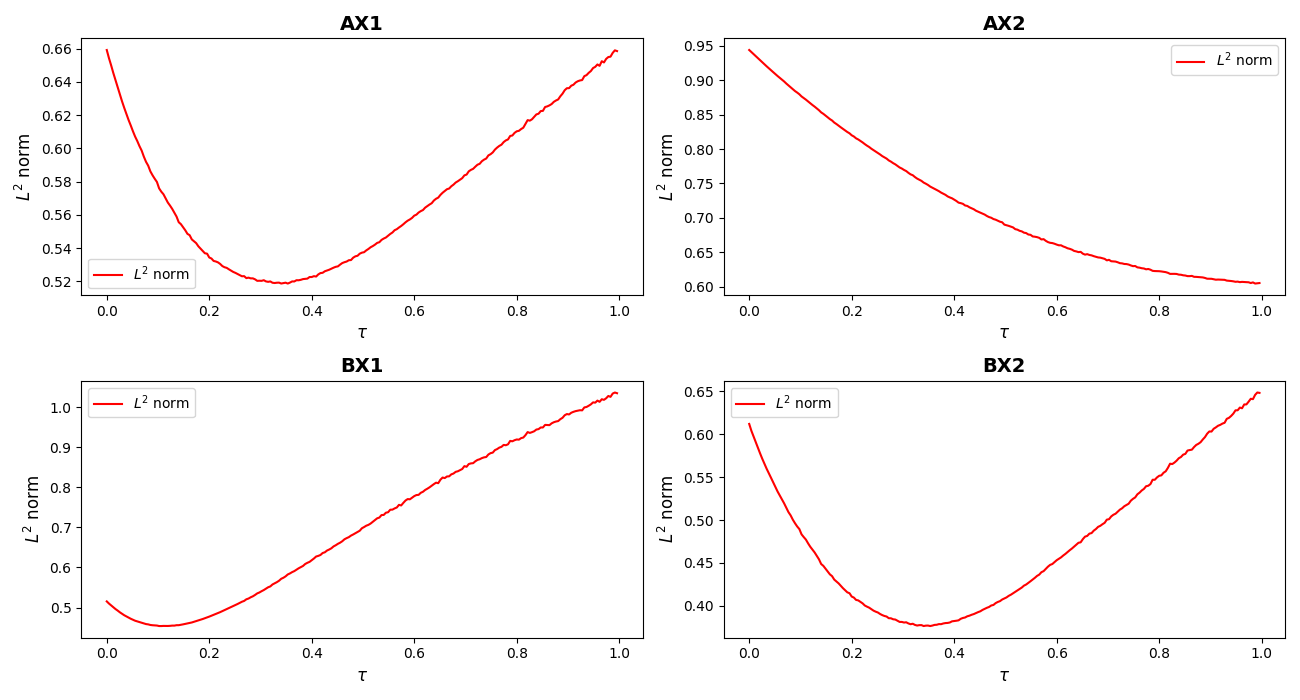 AX1
0.66
0.64
0.62
0.60
0.58
0.56
0.54
0.52
L² norm
L² norm
0.0 0.2 0.4 0.6 0.8 1.0
τ
AX2
0.95
0.90
0.85
0.80
0.75
0.70
0.65
0.60
L² norm
L² norm
0.0 0.2 0.4 0.6 0.8 1.0
τ
BX1
1.0
0.9
0.8
0.7
0.6
0.5
L² norm
L² norm
0.0 0.2 0.4 0.6 0.8 1.0
τ
BX2
0.65
0.60
0.55
0.50
0.45
0.40
L² norm
L² norm
0.0 0.2 0.4 0.6 0.8 1.0
τ